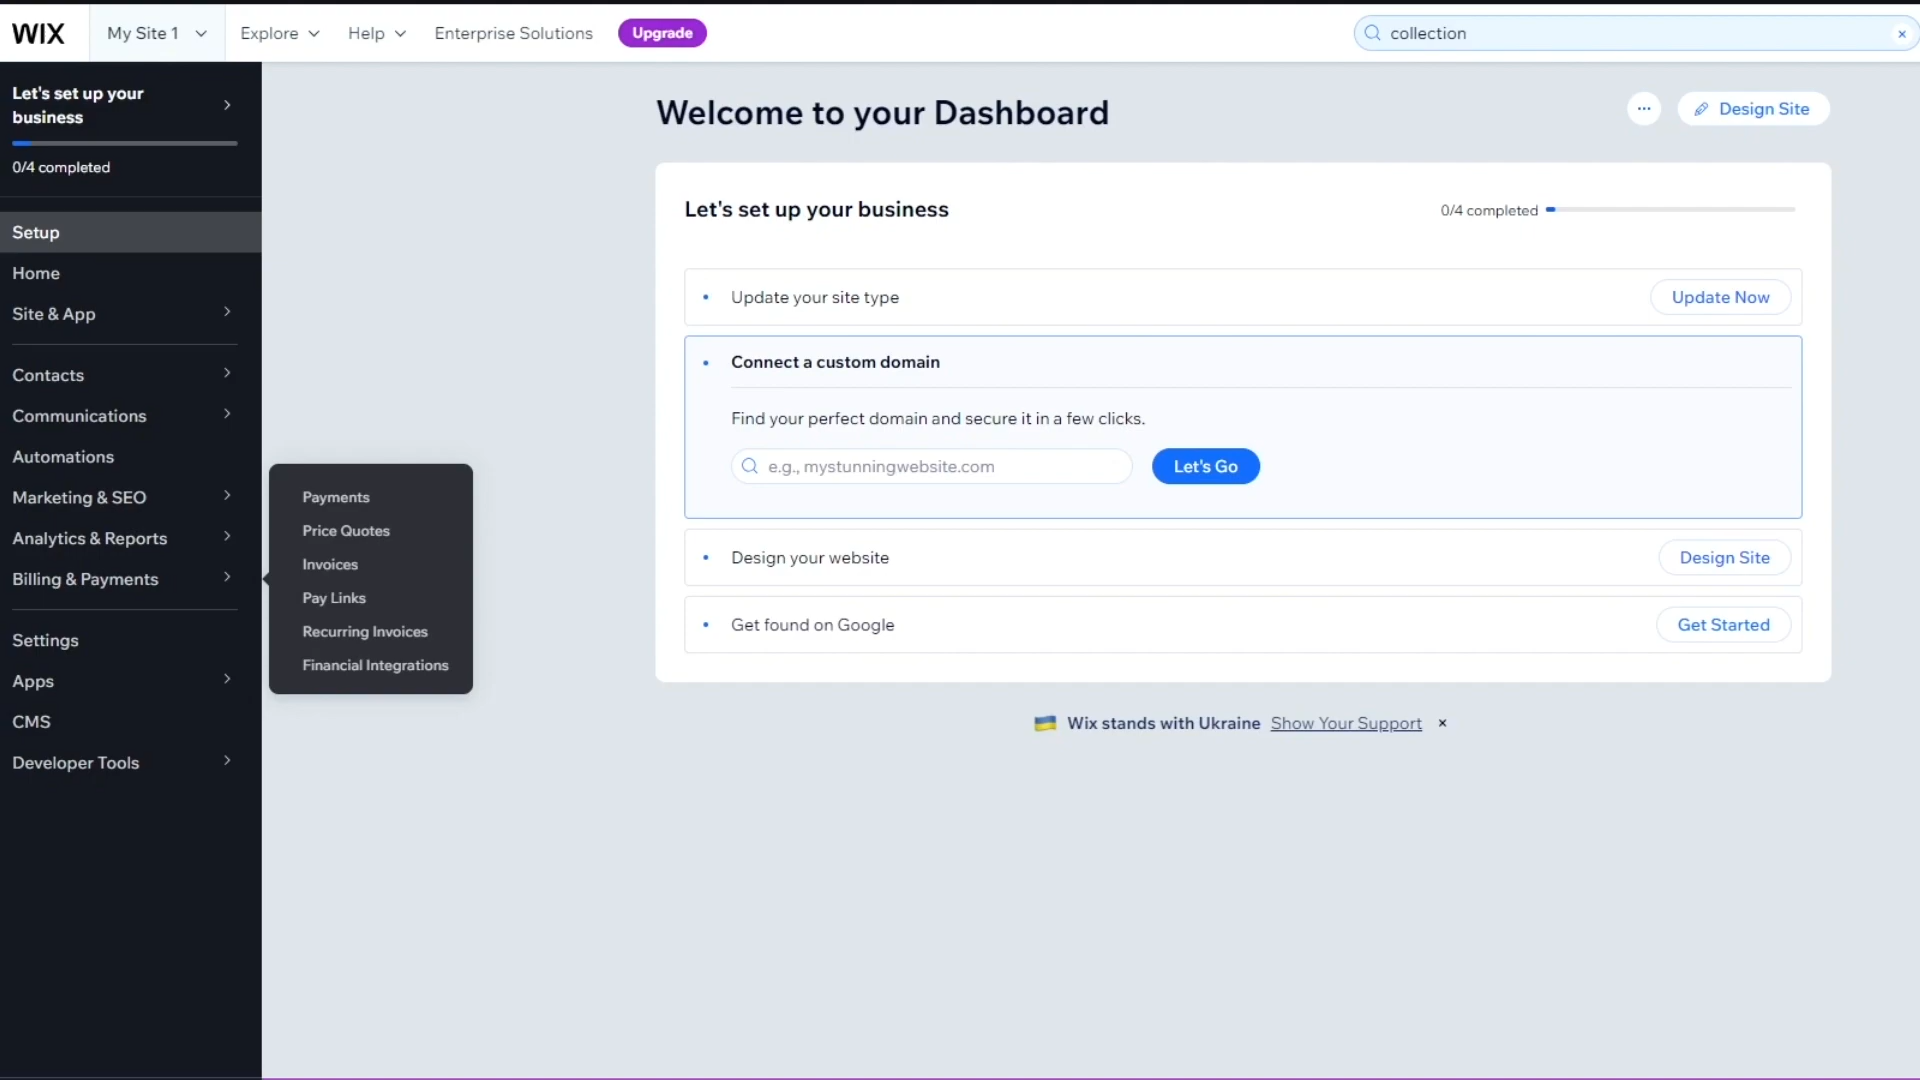 WIX
My Site 1
Explore
Help
Enterprise Solutions
Upgrade
collection
Let's set up your
business
0/4 completed
Setup
Home
Site & App
Contacts
Communications
Automations
Marketing & SEO
Analytics & Reports
Billing & Payments
Settings
Apps
CMS
Developer Tools
Payments
Price Quotes
Invoices
Pay Links
Recurring Invoices
Financial Integrations
Welcome to your Dashboard
Design Site
Let's set up your business
0/4 completed
Update your site type
Update Now
Connect a custom domain
Find your perfect domain and secure it in a few clicks.
e.g., mystunningwebsite.com
Let's Go
Design your website
Design Site
Get found on Google
Get Started
Wix stands with Ukraine Show Your Support